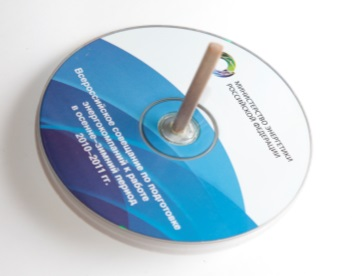 МИНИСТЕРСТВО ЭНЕРГЕТИКИ
РОССИЙСКОЙ ФЕДЕРАЦИИ
Всероссийское совещание по подготовке
энергокомпаний к работе
в осенне-зимний период
2010-2011 гг.